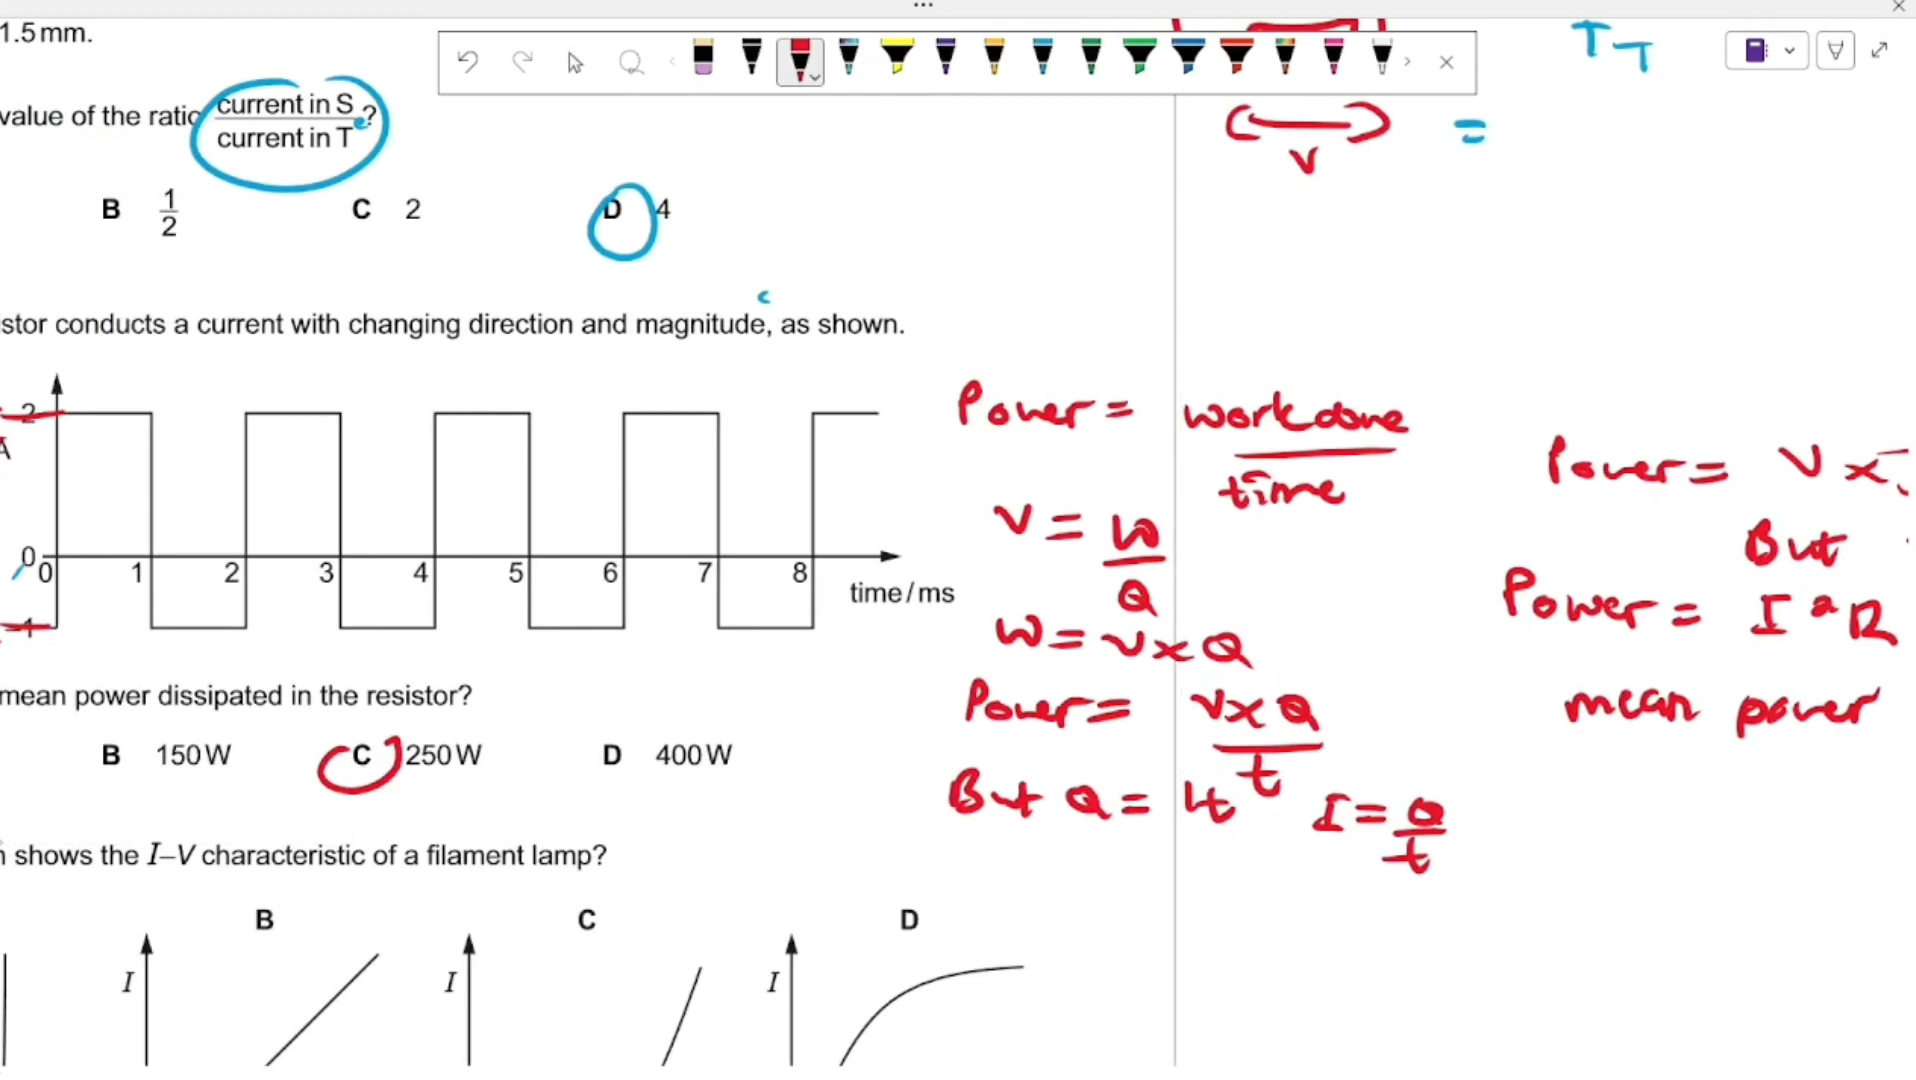 1.5 mm.
value of the ratio current in S / current in T ?
B 1/2 C 2 D 4
T T
=
V
stor conducts a current with changing direction and magnitude, as shown.
2
A
0
0 1 2 3 4 5 6 7 8
time / ms
-1
mean power dissipated in the resistor?
B 150 W C 250 W D 400 W
shows the I–V characteristic of a filament lamp?
B C D
I I I
Power = workdone
time
V = W
Q
W = V x Q
Power = V x Q
t
But Q = It
I = Q
t
Power = V x
But
Power = I²R
mean power